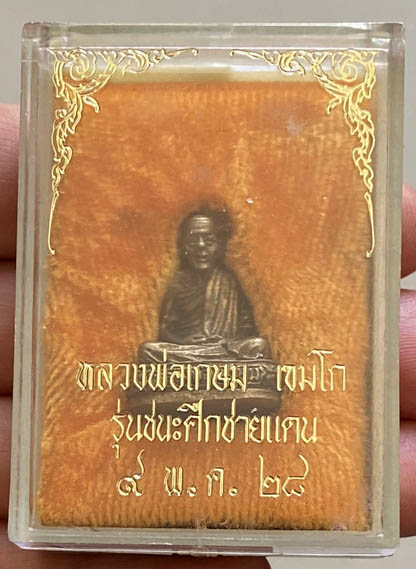 หลวงพ่อเกษม เขมโก
รุ่นชนะศึกชายแดน
๙ พ.ค. ๒๘